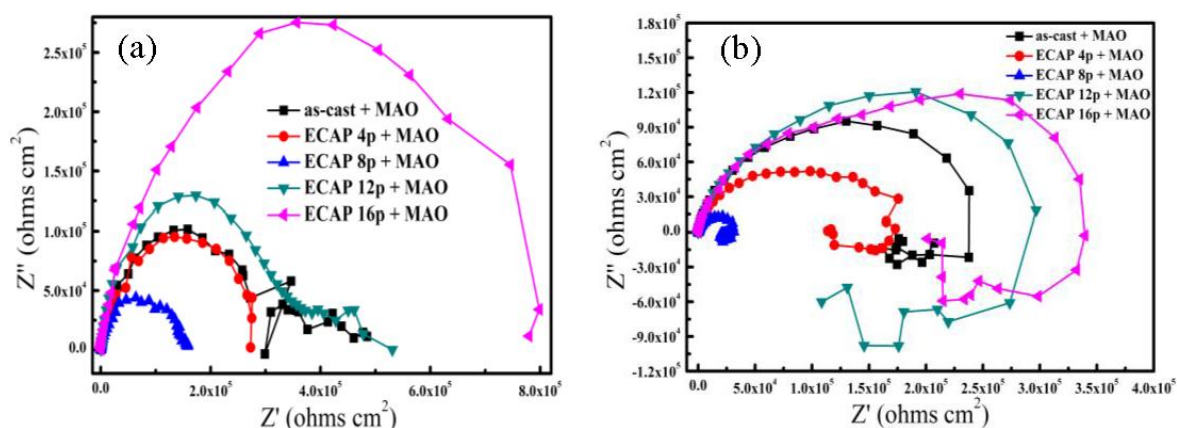 (a)
2.5x10⁵
2.0x10⁵
1.5x10⁵
1.0x10⁵
5.0x10⁴
0.0
Z'' (ohms cm²)
as-cast + MAO
ECAP 4p + MAO
ECAP 8p + MAO
ECAP 12p + MAO
ECAP 16p + MAO
0.0 2.0x10⁵ 4.0x10⁵ 6.0x10⁵ 8.0x10⁵
Z' (ohms cm²)
(b)
1.8x10⁵
1.5x10⁵
1.2x10⁵
9.0x10⁴
6.0x10⁴
3.0x10⁴
0.0
-3.0x10⁴
-6.0x10⁴
-9.0x10⁴
-1.2x10⁵
Z'' (ohms cm²)
as-cast + MAO
ECAP 4p + MAO
ECAP 8p + MAO
ECAP 12p + MAO
ECAP 16p + MAO
0.0 5.0x10⁴ 1.0x10⁵ 1.5x10⁵ 2.0x10⁵ 2.5x10⁵ 3.0x10⁵ 3.5x10⁵ 4.0x10⁵
Z' (ohms cm²)